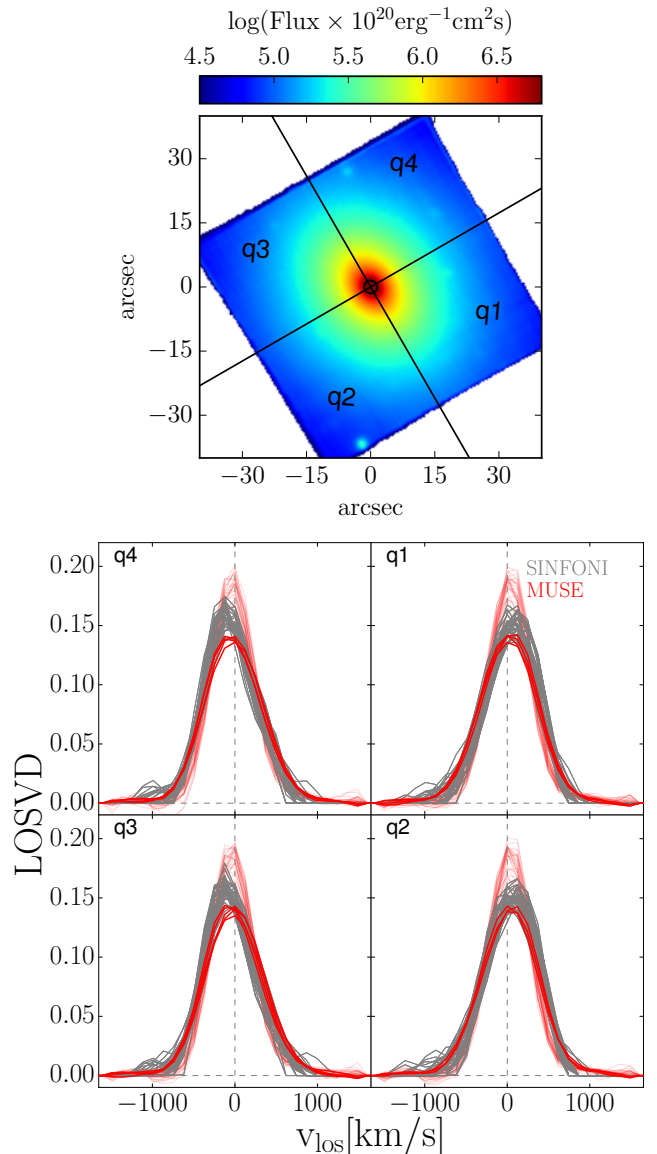 log(Flux × 10²⁰erg⁻¹cm²s)
4.5 5.0 5.5 6.0 6.5
30
15
0
−15
−30
arcsec
q4
q3
q1
q2
−30 −15 0 15 30
arcsec
q4 q1
SINFONI
MUSE
0.20
0.15
0.10
0.05
0.00
q3 q2
0.20
0.15
0.10
0.05
0.00
LOSVD
−1000 0 1000 −1000 0 1000
v_los[km/s]